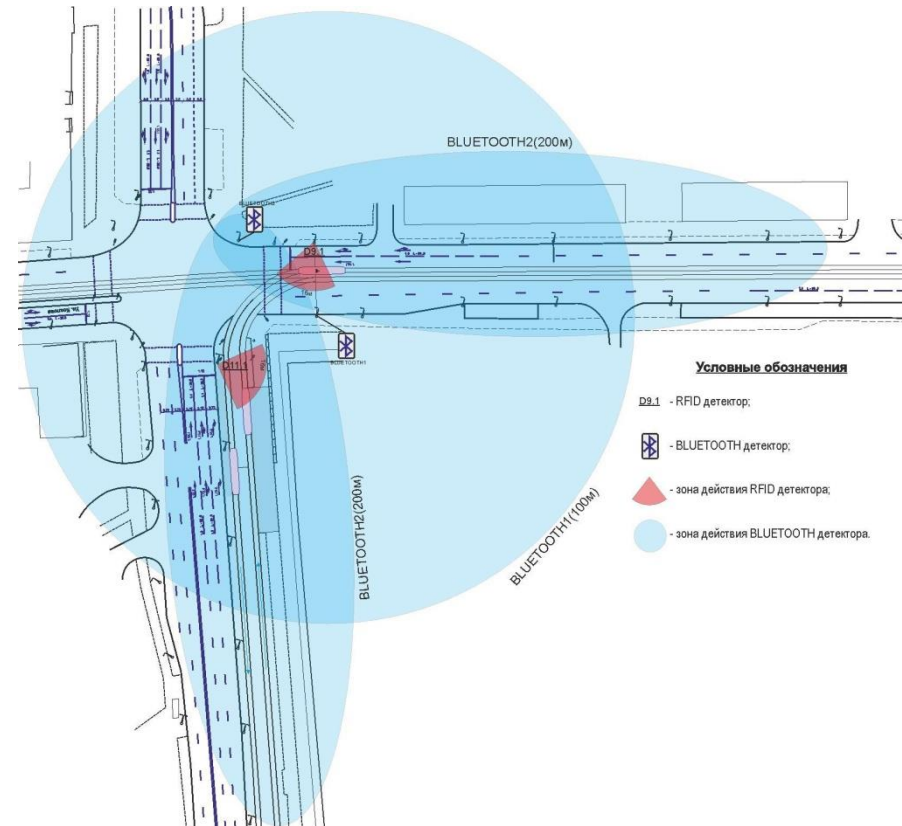 BLUETOOTH2(200м)
D9.1
BLUETOOTH1
D11.1
Условные обозначения
D9.1 - RFID детектор;
- BLUETOOTH детектор;
- зона действия RFID детектора;
- зона действия BLUETOOTH детектора.
BLUETOOTH2(200м)
BLUETOOTH1(100м)